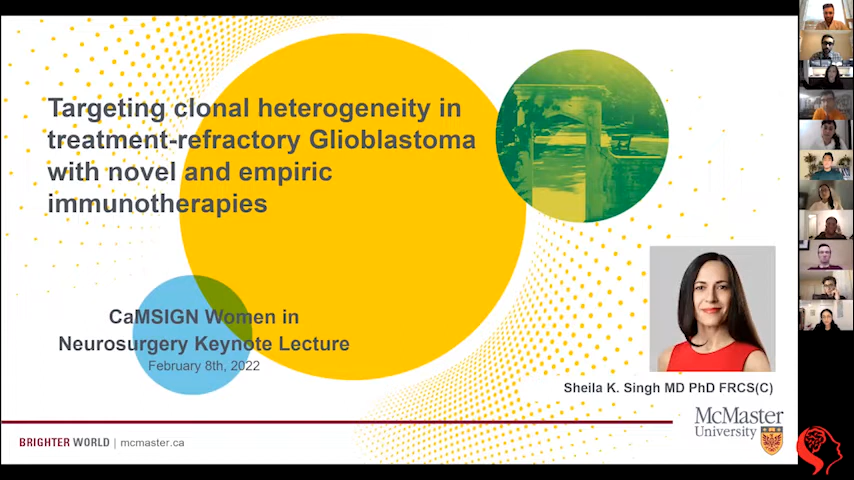 Targeting clonal heterogeneity in
treatment-refractory Glioblastoma
with novel and empiric
immunotherapies
CaMSIGN Women in
Neurosurgery Keynote Lecture
February 8th, 2022
Sheila K. Singh MD PhD FRCS(C)
BRIGHTER WORLD | mcmaster.ca
McMaster
University